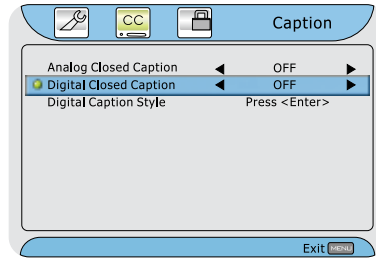 CC
Caption
Analog Closed Caption ◀ OFF ▶
Digital Closed Caption ◀ OFF ▶
Digital Caption Style Press <Enter>
Exit MENU